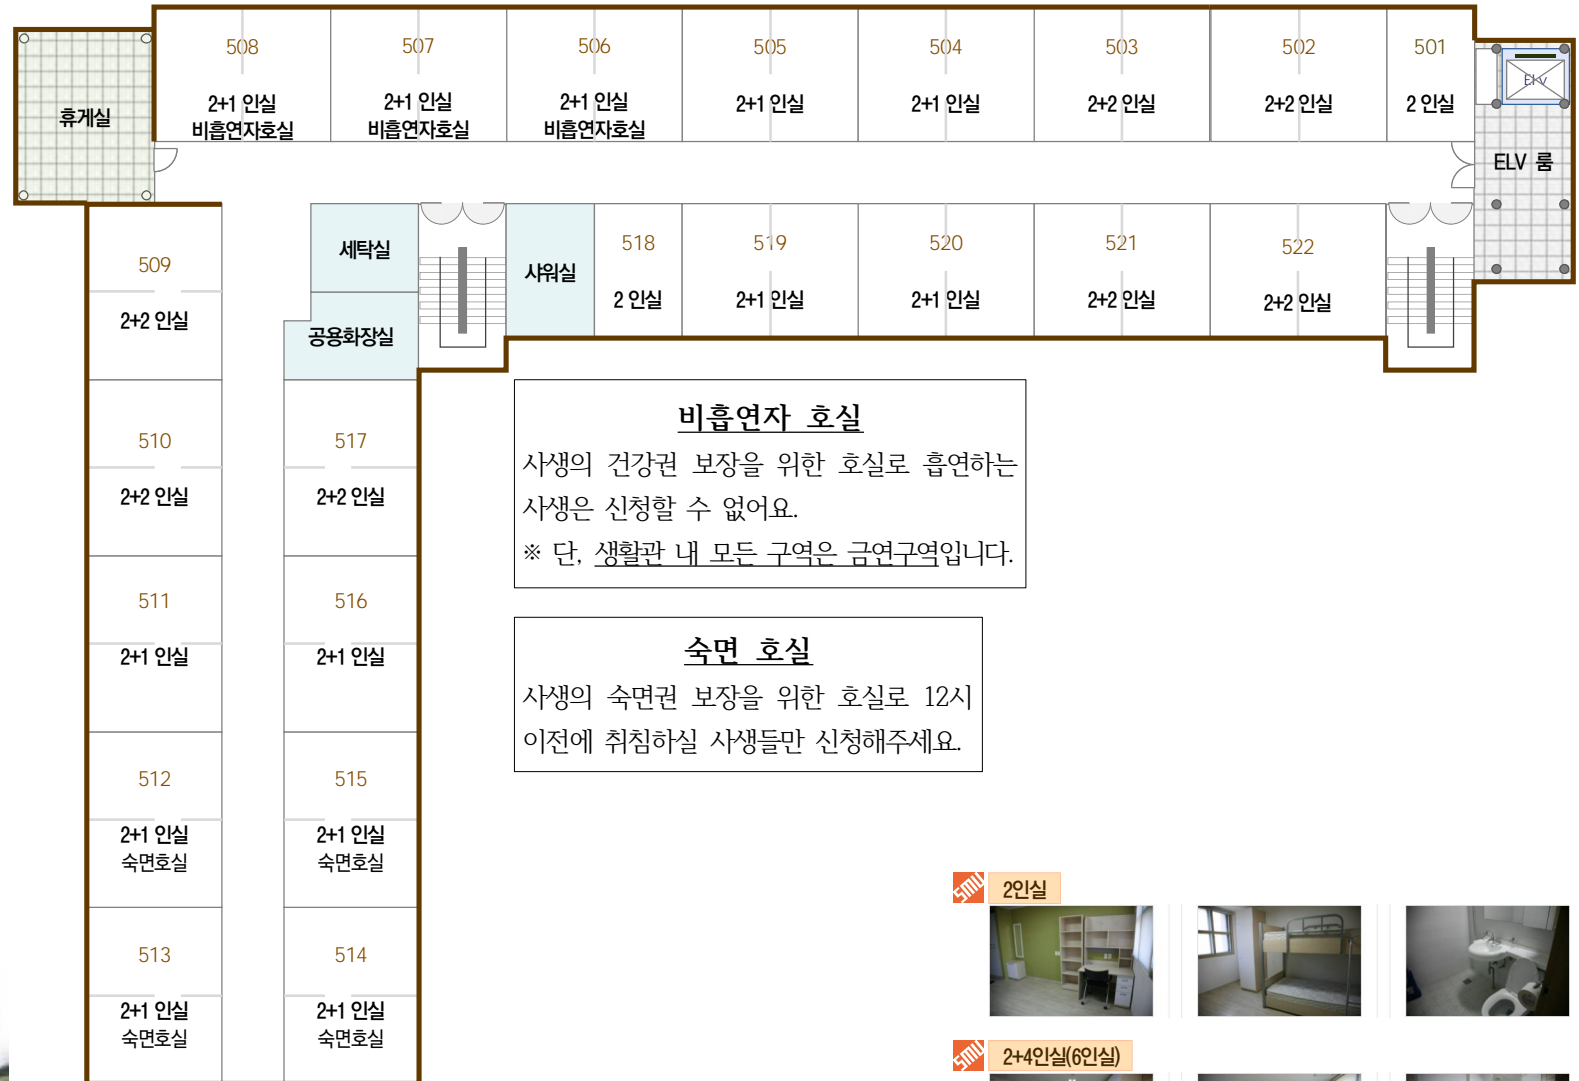 508
507
506
505
504
503
502
501
ELV
2+1 인실
비흡연자호실
2+1 인실
비흡연자호실
2+1 인실
비흡연자호실
2+1 인실
2+1 인실
2+2 인실
2+2 인실
2 인실
휴게실
ELV 룸
509
2+2 인실
세탁실
공용화장실
샤워실
518
2 인실
519
2+1 인실
520
2+1 인실
521
2+2 인실
522
2+2 인실
510
2+2 인실
517
2+2 인실
511
2+1 인실
516
2+1 인실
512
2+1 인실
숙면호실
515
2+1 인실
숙면호실
513
2+1 인실
숙면호실
514
2+1 인실
숙면호실
비흡연자 호실
사생의 건강권 보장을 위한 호실로 흡연하는
사생은 신청할 수 없어요.
※ 단, 생활관 내 모든 구역은 금연구역입니다.
숙면 호실
사생의 숙면권 보장을 위한 호실로 12시
이전에 취침하실 사생들만 신청해주세요.
SMU 2인실
SMU 2+4인실(6인실)